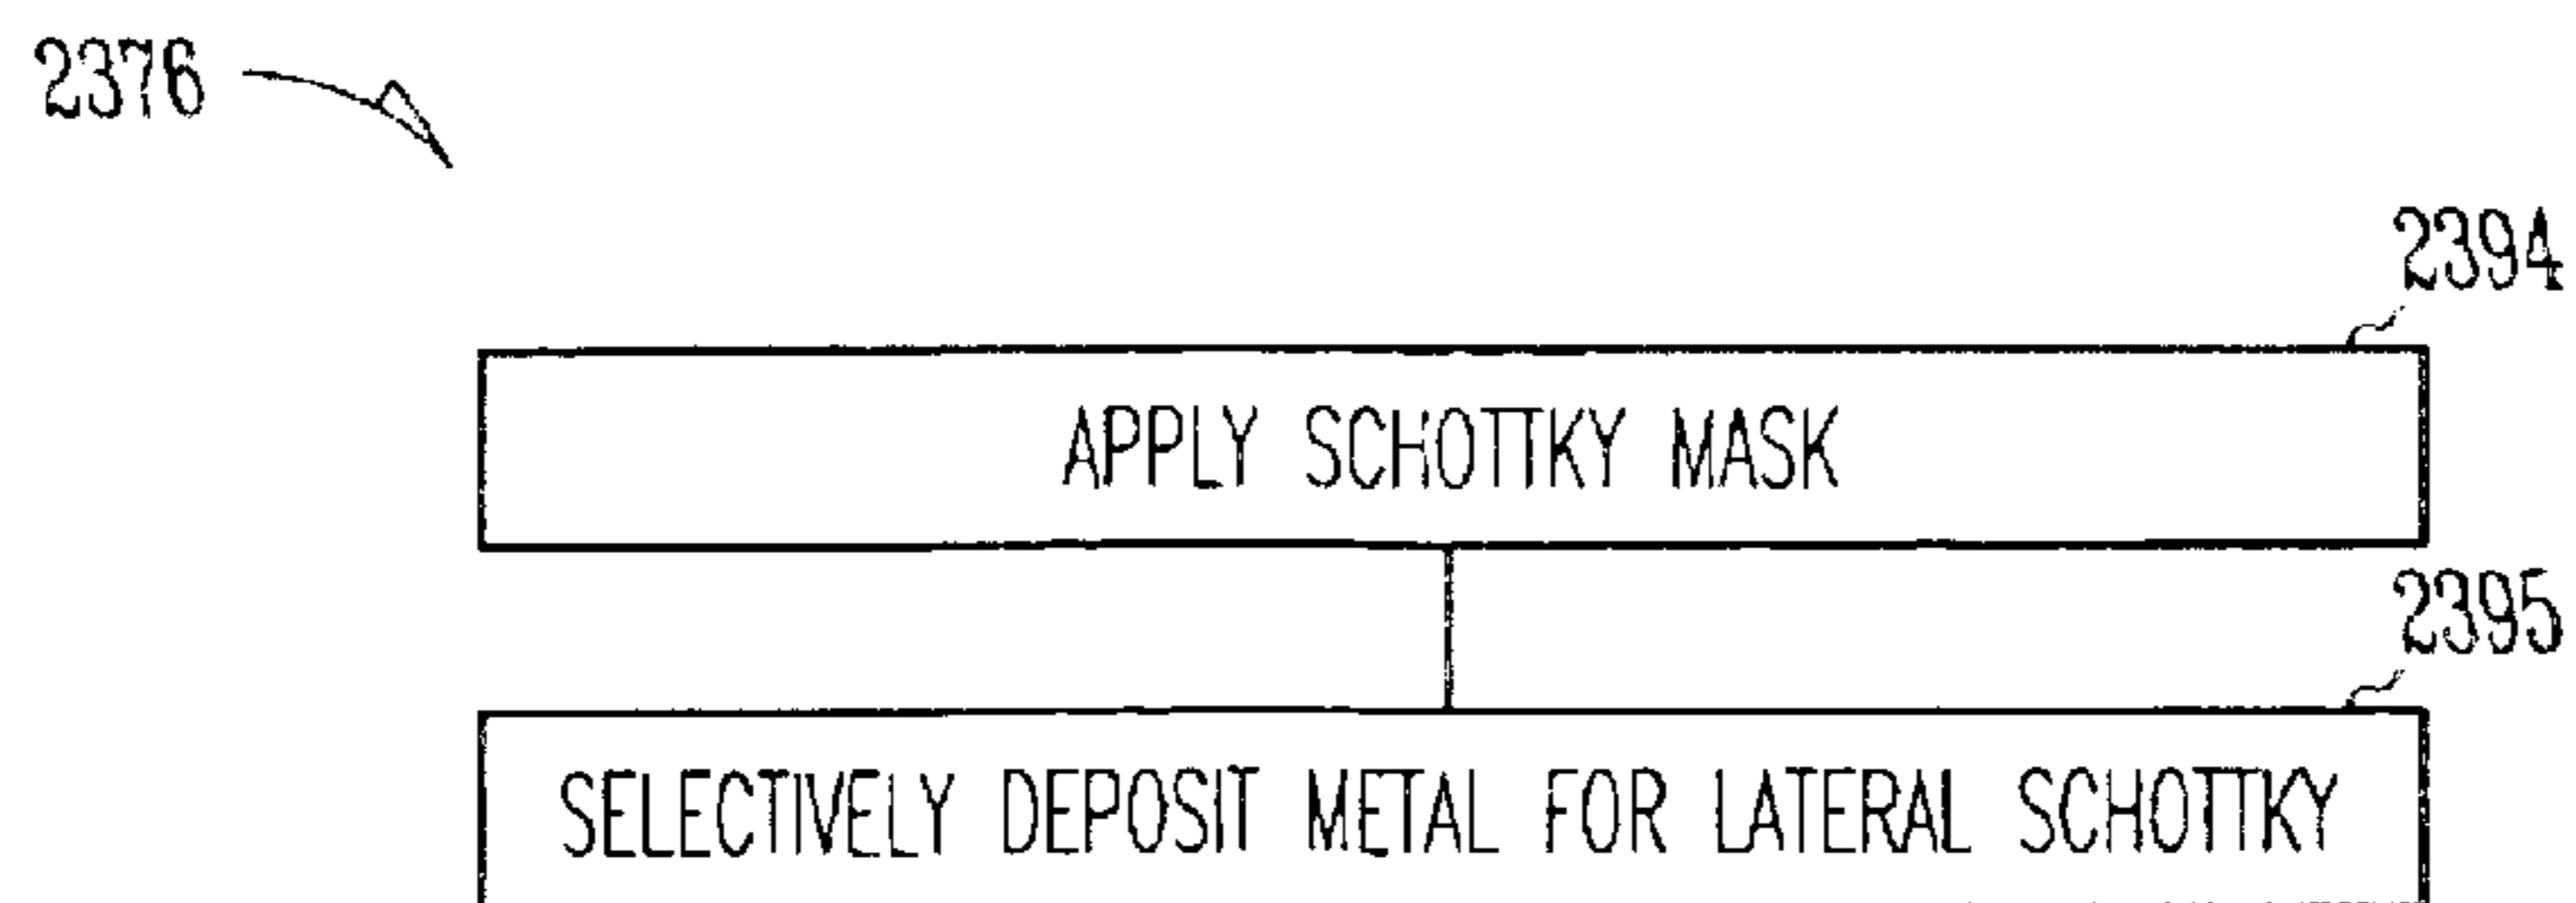 2376
2394
APPLY SCHOTTKY MASK
2395
SELECTIVELY DEPOSIT METAL FOR LATERAL SCHOTTKY